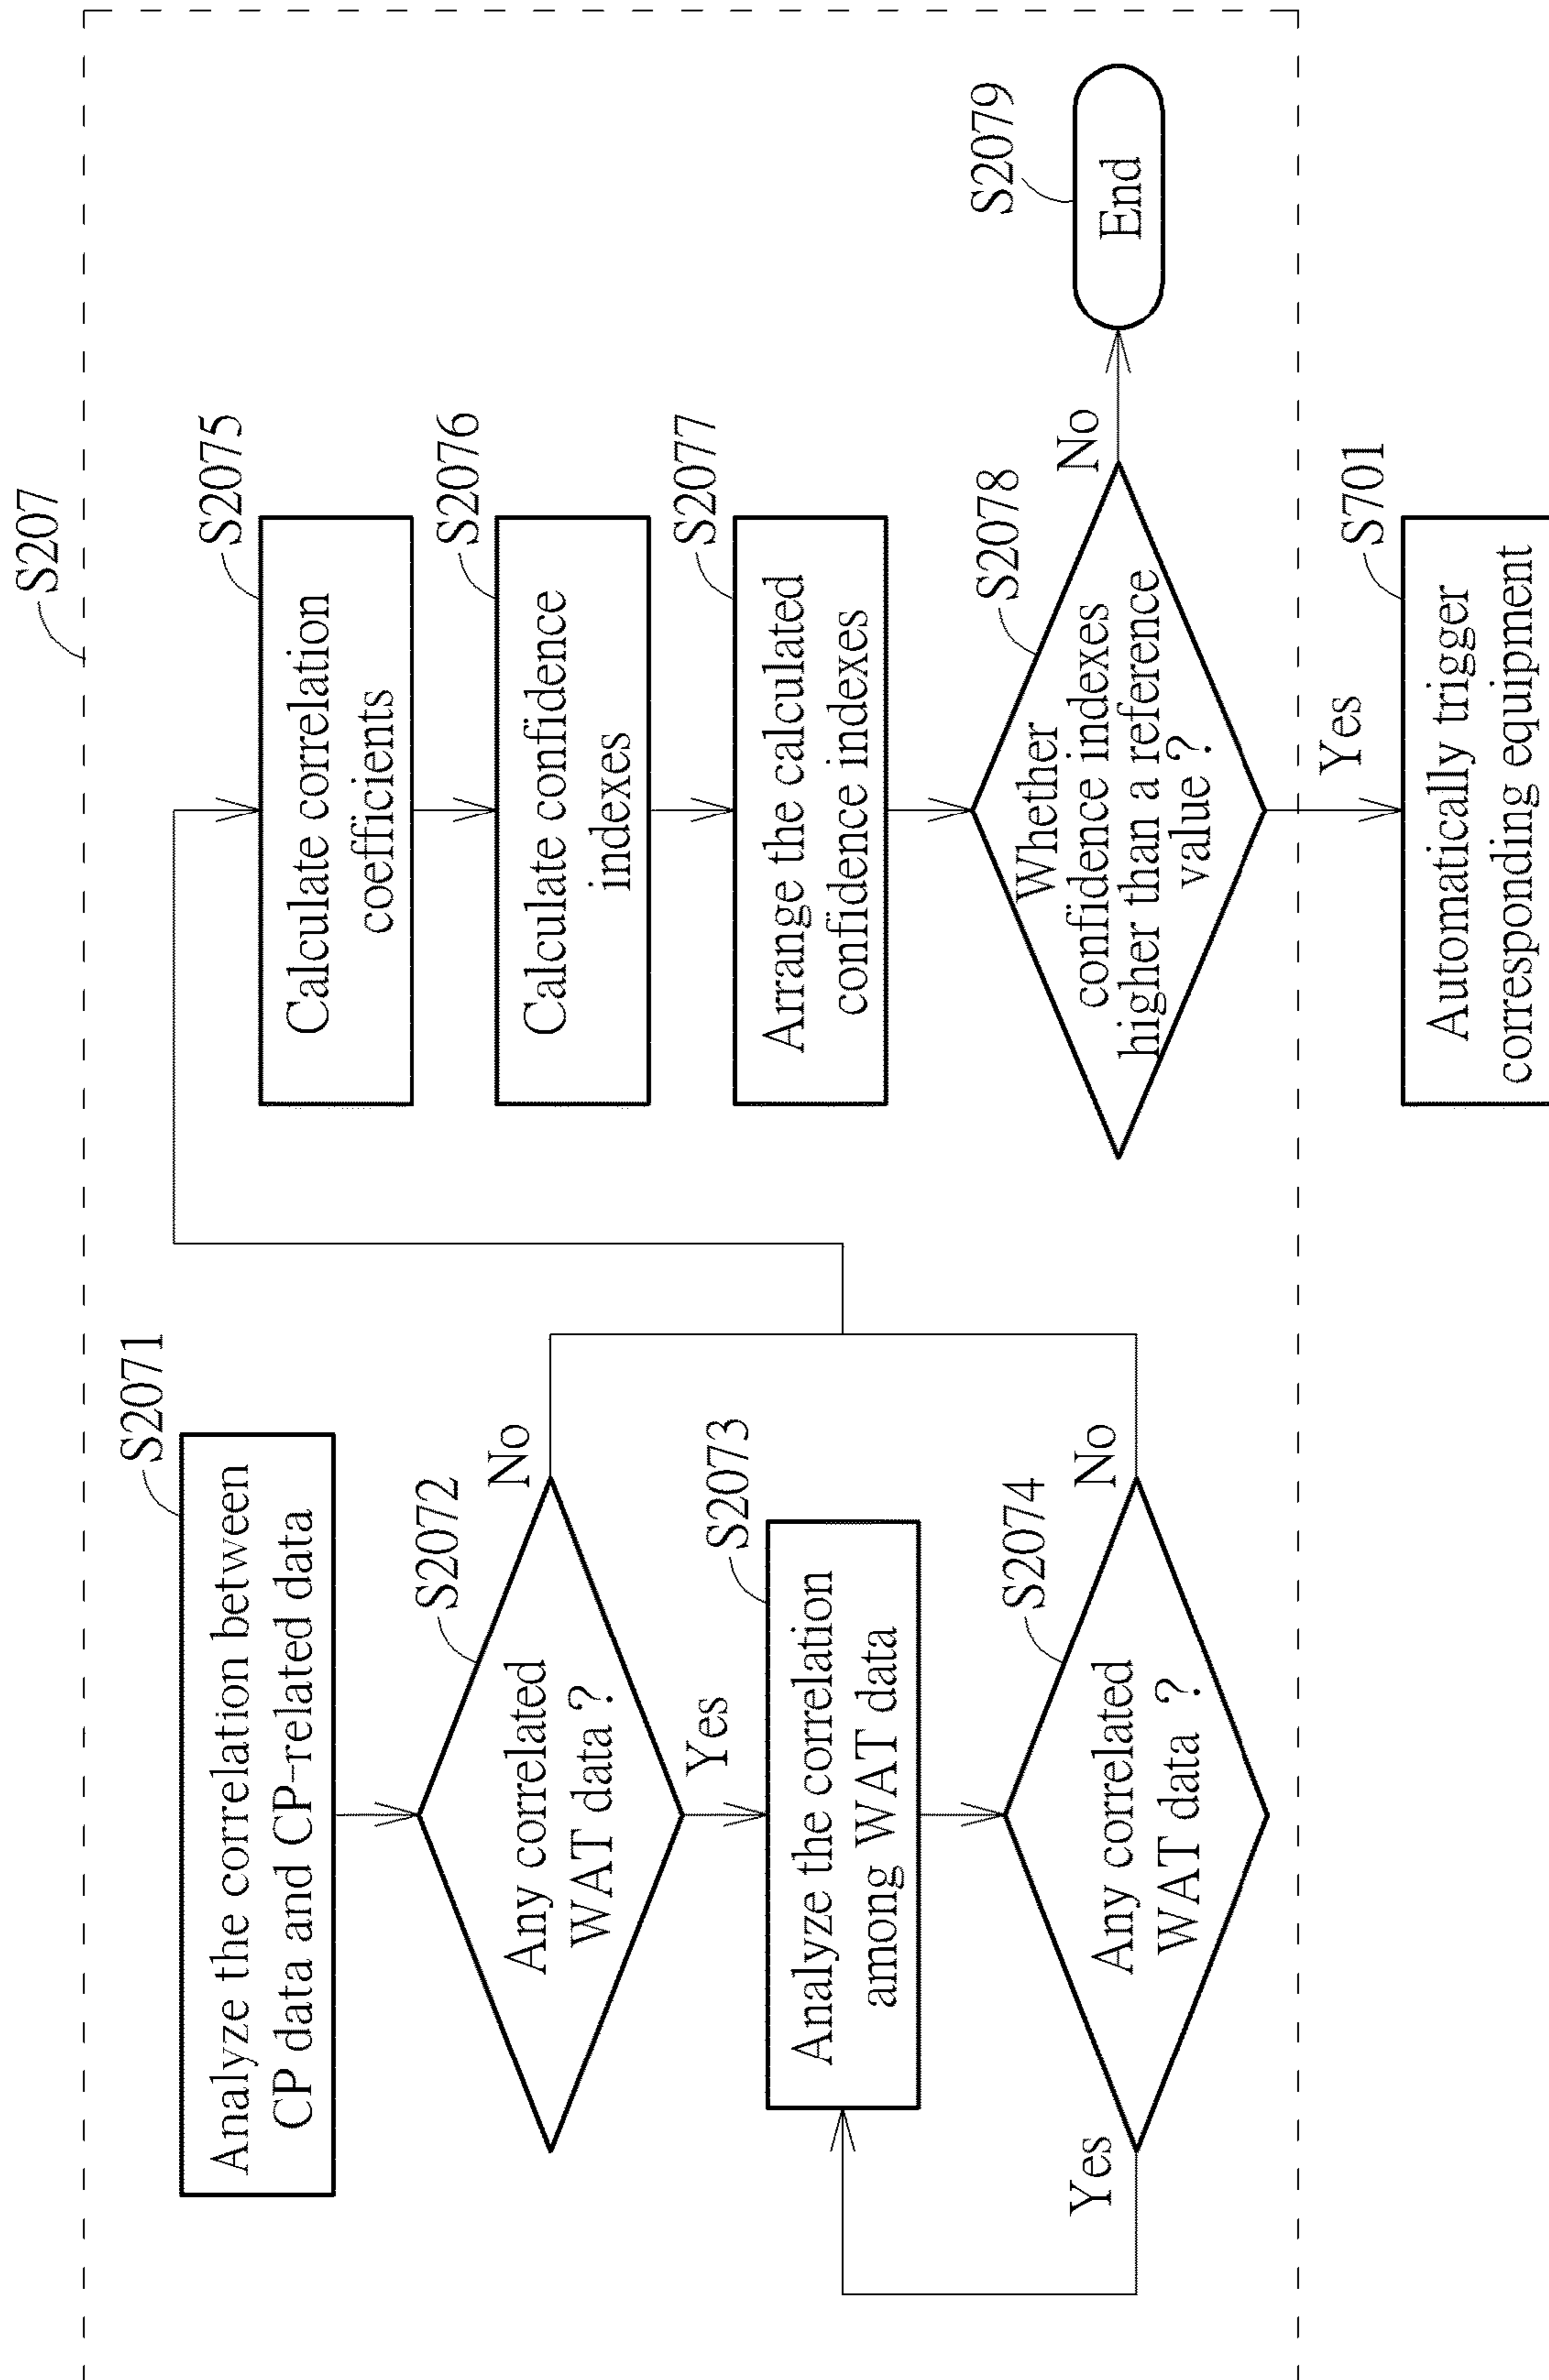 S207
S2071
Analyze the correlation between
CP data and CP-related data
S2072
Any correlated
WAT data ?
No
Yes
S2073
Analyze the correlation
among WAT data
S2074
Any correlated
WAT data ?
No
Yes
S2075
Calculate correlation
coefficients
S2076
Calculate confidence
indexes
S2077
Arrange the calculated
confidence indexes
S2078
Whether
confidence indexes
higher than a reference
value ?
No
S2079
End
Yes
S701
Automatically trigger
corresponding equipment